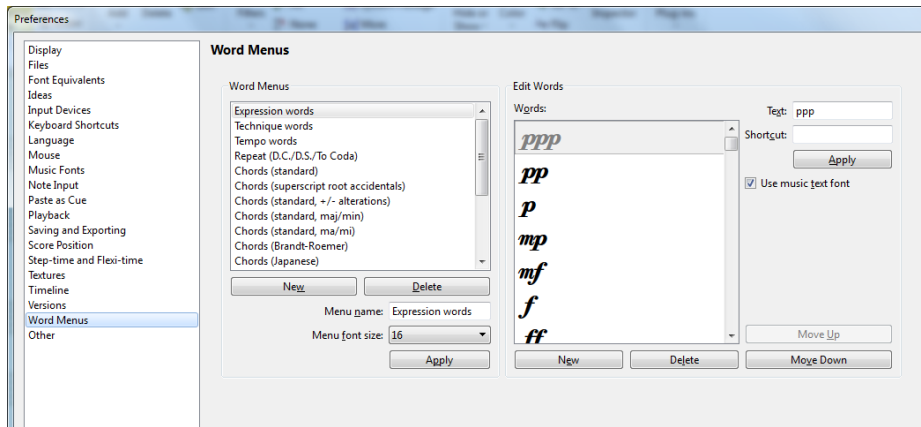 Preferences
Display
Files
Font Equivalents
Ideas
Input Devices
Keyboard Shortcuts
Language
Mouse
Music Fonts
Note Input
Paste as Cue
Playback
Saving and Exporting
Score Position
Step-time and Flexi-time
Textures
Timeline
Versions
Word Menus
Other
Word Menus
Word Menus
Expression words
Technique words
Tempo words
Repeat (D.C./D.S./To Coda)
Chords (standard)
Chords (superscript root accidentals)
Chords (standard, +/- alterations)
Chords (standard, maj/min)
Chords (standard, ma/mi)
Chords (Brandt-Roemer)
Chords (Japanese)
New Delete
Menu name: Expression words
Menu font size: 16
Apply
Edit Words
Words:
ppp
pp
p
mp
mf
f
ff
New Delete
Text: ppp
Shortcut:
Apply
Use music text font
Move Up
Move Down